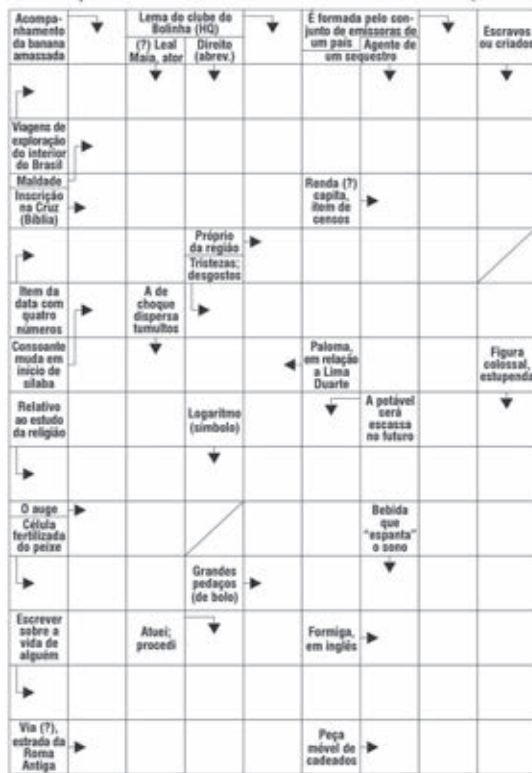 Acompa-
nhamento
da banana
amassada
Lema do clube do
Bolinha (HQ)
(?) Leal
Maia, ator
Direito
(abrev.)
É formada pelo con-
junto de emissoras de
um país
Agente de
um sequestro
Escravos
ou criados
Viagens de
exploração
do interior
do Brasil
Maldade
Inscrição
na Cruz
(Bíblia)
Renda (?)
capita,
item de
censos
Próprio
da região
Tristezas;
desgostos
Item da
data com
quatro
números
A de
choque
dispersa
tumultos
Consoante
muda em
início de
sílaba
Paloma,
em relação
a Lima
Duarte
Figura
colossal,
estupenda
Relativo
ao estudo
da religião
Logaritmo
(símbolo)
A potável
será
escassa
no futuro
O auge
Célula
fertilizada
do peixe
Bebida
que
"espanta"
o sono
Grandes
pedaços
(de bolo)
Escrever
sobre a
vida de
alguém
Atuei;
procedi
Formiga,
em inglês
Via (?),
estrada da
Roma
Antiga
Peça
móvel de
cadeados